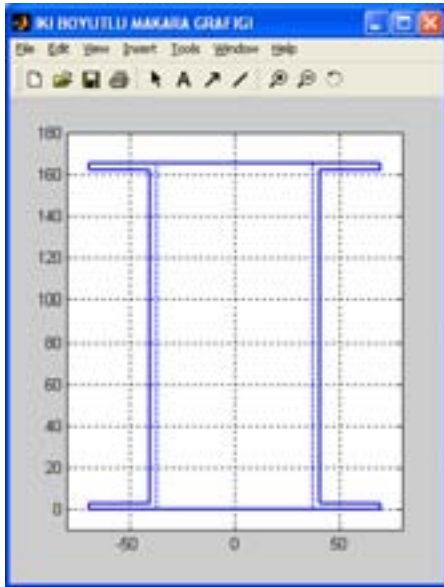 IKI BOYUTLU MAKARA GRAFIGI
File Edit View Insert Tools Window Help
A
180
160
140
120
100
80
60
40
20
0
-50 0 50